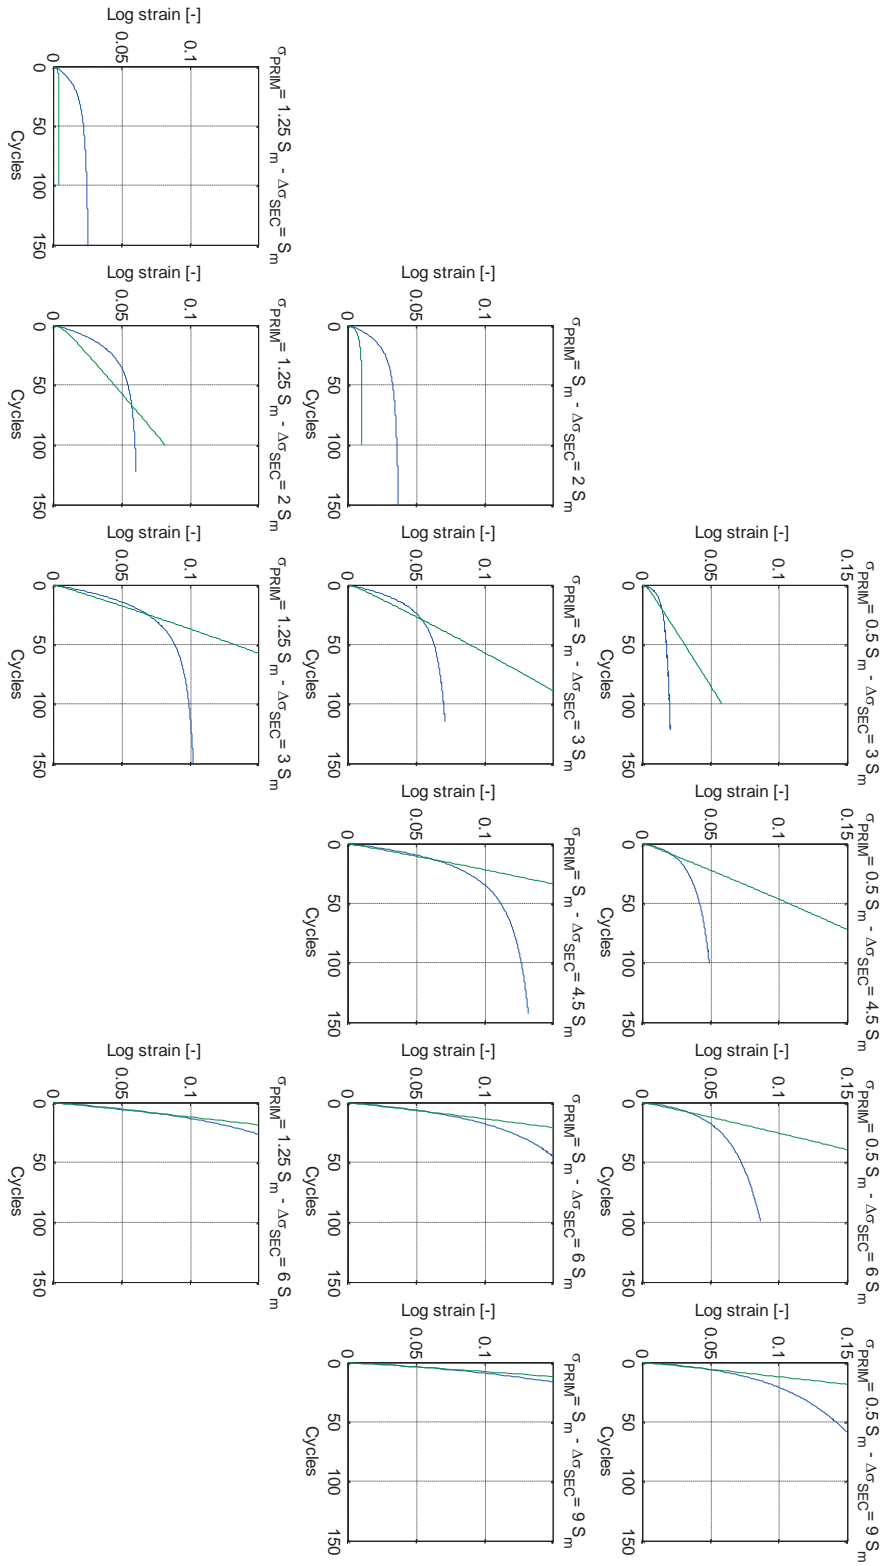 σPRIM= 0.5 Sm - ΔσSEC= 3 Sm
0.15
0.1
0.05
0
Log strain [-]
0 50 100 150
Cycles
σPRIM= 0.5 Sm - ΔσSEC= 4.5 Sm
0.15
0.1
0.05
0
Log strain [-]
0 50 100 150
Cycles
σPRIM= 0.5 Sm - ΔσSEC= 6 Sm
0.15
0.1
0.05
0
Log strain [-]
0 50 100 150
Cycles
σPRIM= 0.5 Sm - ΔσSEC= 9 Sm
0.15
0.1
0.05
0
Log strain [-]
0 50 100 150
Cycles
σPRIM= Sm - ΔσSEC= 2 Sm
0.1
0.05
0
Log strain [-]
0 50 100 150
Cycles
σPRIM= Sm - ΔσSEC= 3 Sm
0.1
0.05
0
Log strain [-]
0 50 100 150
Cycles
σPRIM= Sm - ΔσSEC= 4.5 Sm
0.1
0.05
0
Log strain [-]
0 50 100 150
Cycles
σPRIM= Sm - ΔσSEC= 6 Sm
0.1
0.05
0
Log strain [-]
0 50 100 150
Cycles
σPRIM= Sm - ΔσSEC= 9 Sm
0.1
0.05
0
Log strain [-]
0 50 100 150
Cycles
σPRIM= 1.25 Sm - ΔσSEC= Sm
0.1
0.05
0
Log strain [-]
0 50 100 150
Cycles
σPRIM= 1.25 Sm - ΔσSEC= 2 Sm
0.1
0.05
0
Log strain [-]
0 50 100 150
Cycles
σPRIM= 1.25 Sm - ΔσSEC= 3 Sm
0.1
0.05
0
Log strain [-]
0 50 100 150
Cycles
σPRIM= 1.25 Sm - ΔσSEC= 6 Sm
0.1
0.05
0
Log strain [-]
0 50 100 150
Cycles